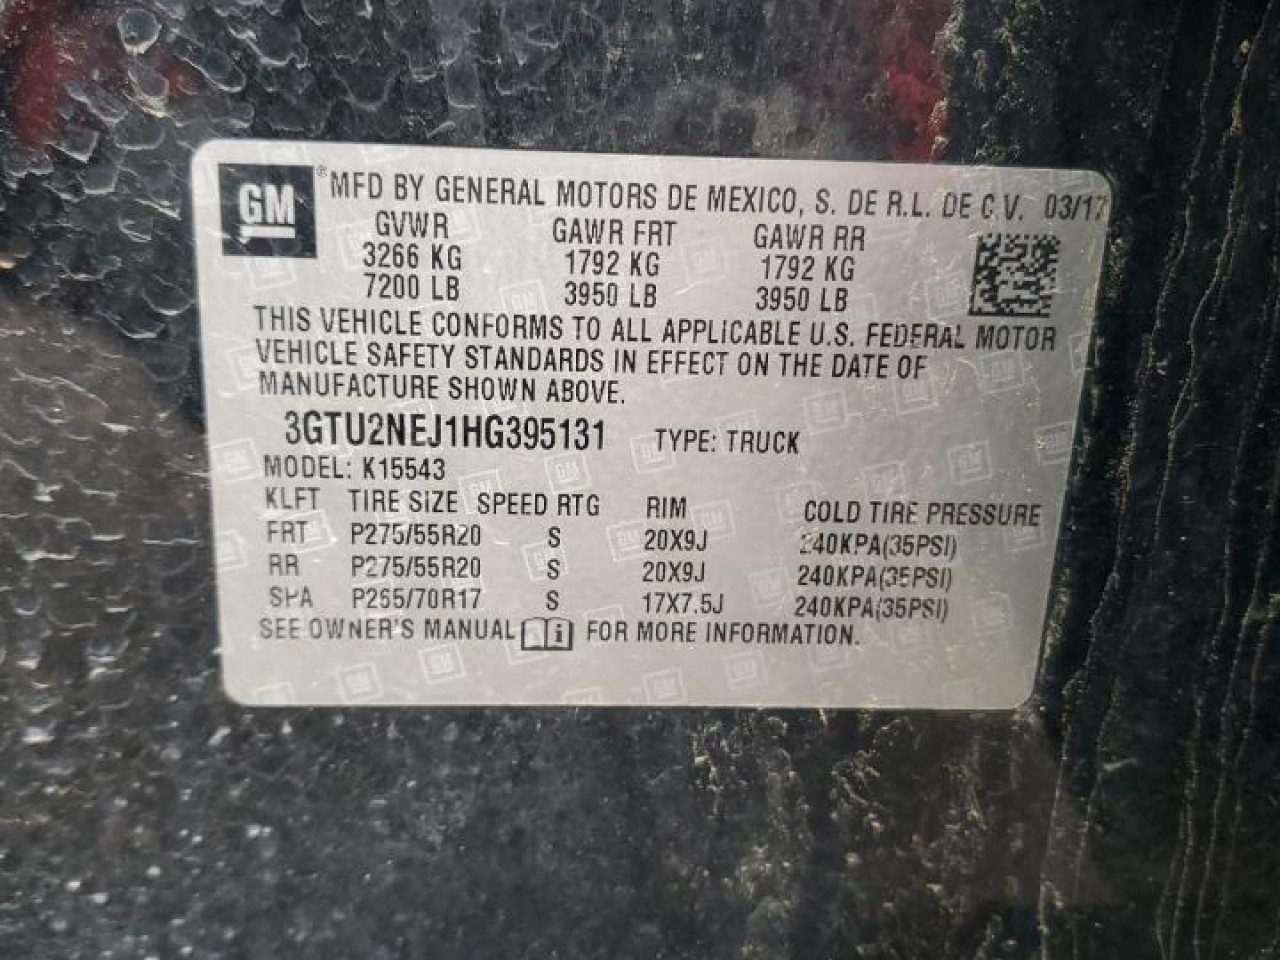 GM ® MFD BY GENERAL MOTORS DE MEXICO, S. DE R.L. DE C.V. 03/17
GVWR GAWR FRT GAWR RR
3266 KG 1792 KG 1792 KG
7200 LB 3950 LB 3950 LB
THIS VEHICLE CONFORMS TO ALL APPLICABLE U.S. FEDERAL MOTOR
VEHICLE SAFETY STANDARDS IN EFFECT ON THE DATE OF
MANUFACTURE SHOWN ABOVE.
3GTU2NEJ1HG395131 TYPE: TRUCK
MODEL: K15543
KLFT TIRE SIZE SPEED RTG RIM COLD TIRE PRESSURE
FRT P275/55R20 S 20X9J 240KPA(35PSI)
RR P275/55R20 S 20X9J 240KPA(35PSI)
SPA P265/70R17 S 17X7.5J 240KPA(35PSI)
SEE OWNER'S MANUAL i FOR MORE INFORMATION.